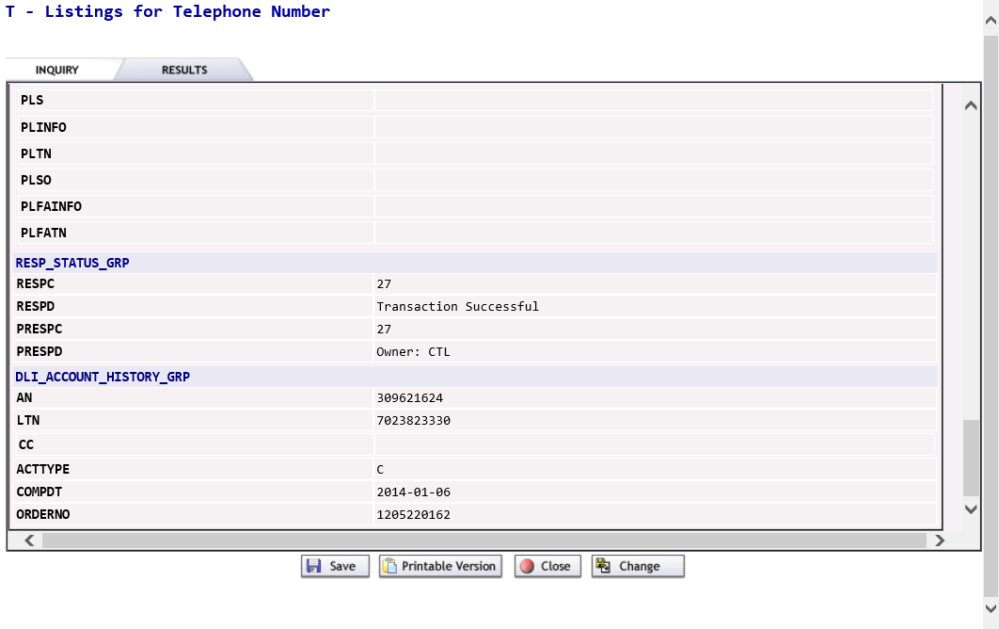 T - Listings for Telephone Number
INQUIRY RESULTS
PLS
PLINFO
PLTN
PLSO
PLFAINFO
PLFATN
RESP_STATUS_GRP
RESPC 27
RESPD Transaction Successful
PRESPC 27
PRESPD Owner: CTL
DLI_ACCOUNT_HISTORY_GRP
AN 309621624
LTN 7023823330
CC
ACTTYPE C
COMPDT 2014-01-06
ORDERNO 1205220162
Save Printable Version Close Change